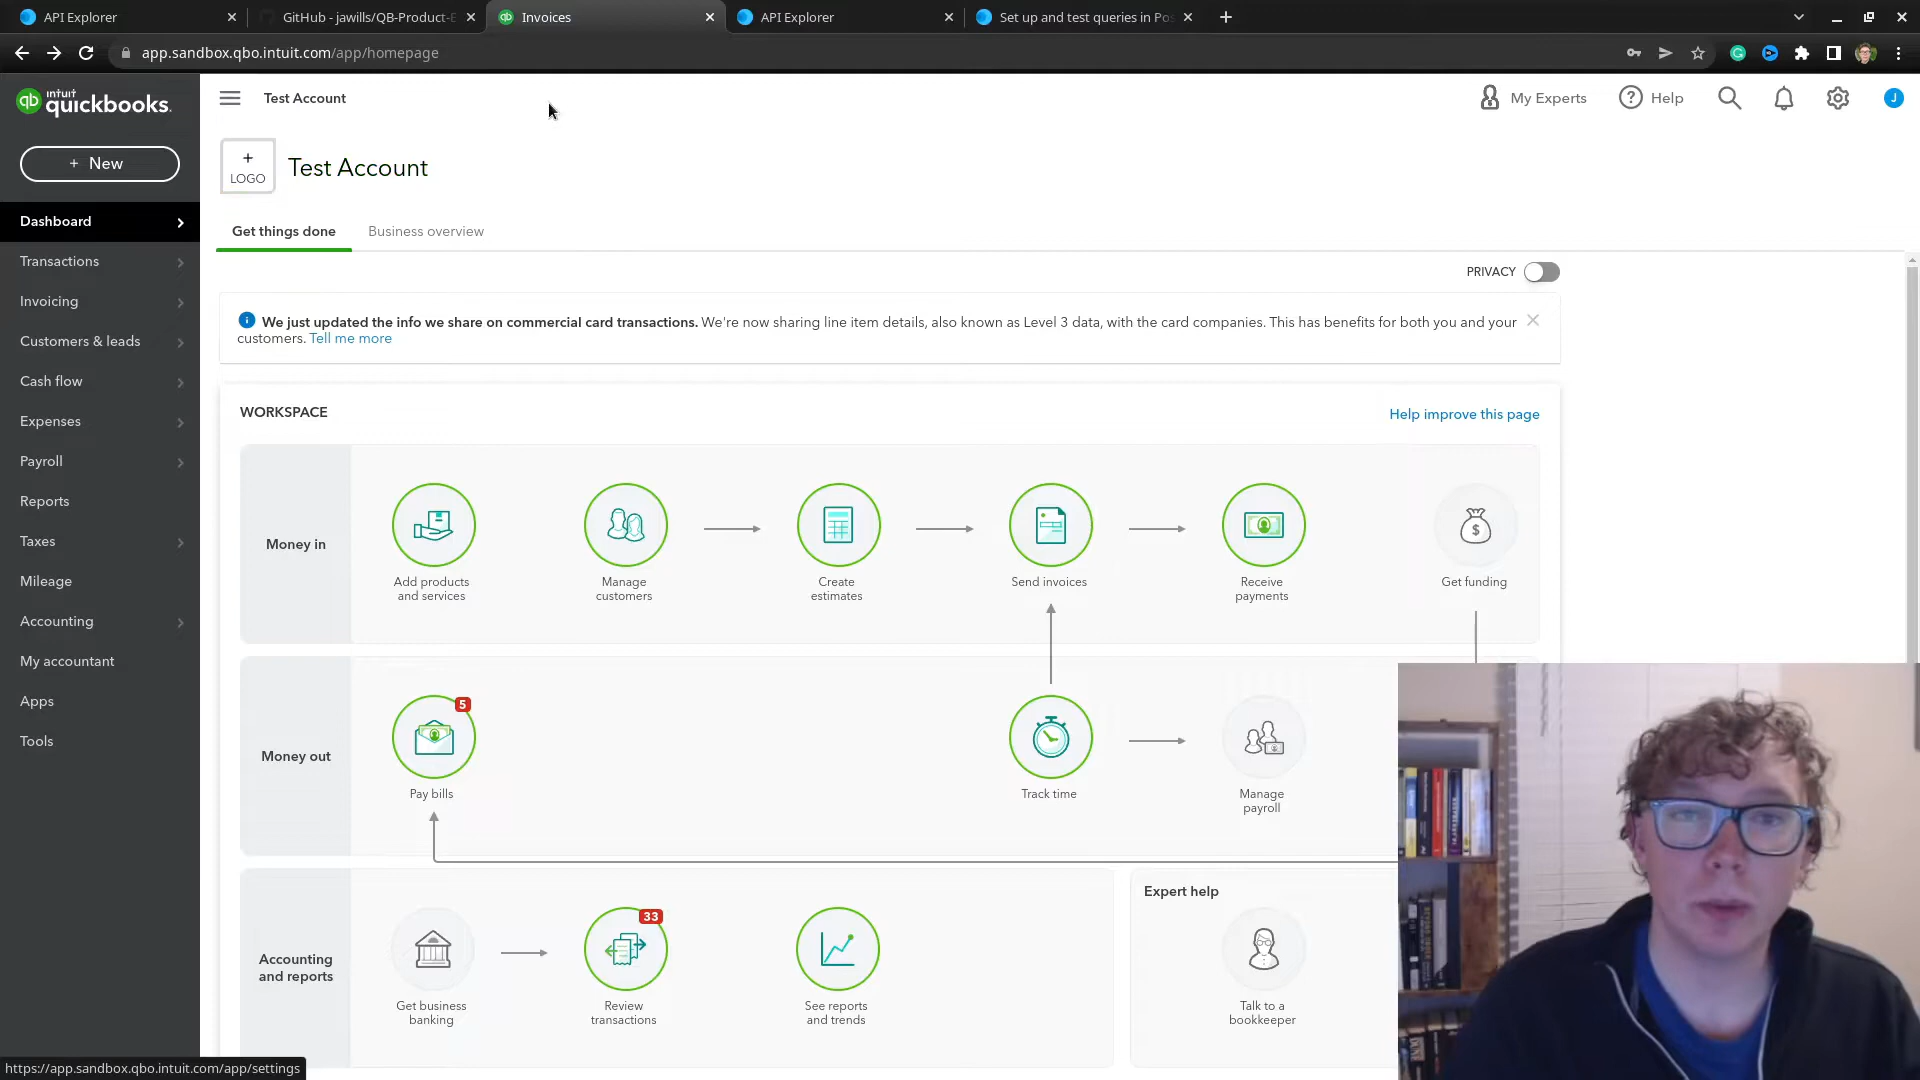 API Explorer
GitHub - jawills/QB-Product-E
Invoices
API Explorer
Set up and test queries in Pos
app.sandbox.qbo.intuit.com/app/homepage
intuit quickbooks.
Test Account
My Experts
Help
J
+ New
+
LOGO
Test Account
Dashboard
Transactions
Invoicing
Customers & leads
Cash flow
Expenses
Payroll
Reports
Taxes
Mileage
Accounting
My accountant
Apps
Tools
Get things done
Business overview
PRIVACY
We just updated the info we share on commercial card transactions. We're now sharing line item details, also known as Level 3 data, with the card companies. This has benefits for both you and your
customers. Tell me more
WORKSPACE
Help improve this page
Money in
Add products
and services
Manage
customers
Create
estimates
Send invoices
Receive
payments
Get funding
Money out
5
Pay bills
Track time
Manage
payroll
Accounting
and reports
Get business
banking
33
Review
transactions
See reports
and trends
Expert help
Talk to a
bookkeeper
https://app.sandbox.qbo.intuit.com/app/settings